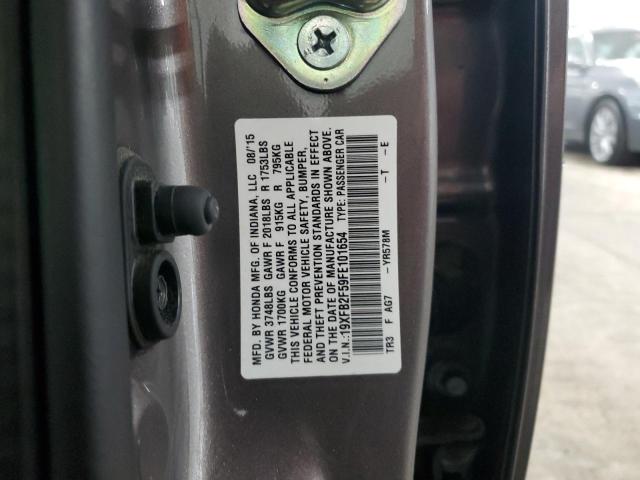 MFD. BY HONDA MFG. OF INDIANA, LLC 08/'15
GVWR 3748LBS GAWR F 2018LBS R 1753LBS
GVWR 1700KG GAWR F 915KG R 795KG
THIS VEHICLE CONFORMS TO ALL APPLICABLE
FEDERAL MOTOR VEHICLE SAFETY, BUMPER,
AND THEFT PREVENTION STANDARDS IN EFFECT
ON THE DATE OF MANUFACTURE SHOWN ABOVE.
V.I.N.:19XFB2F59FE101654 TYPE: PASSENGER CAR
TR3 F AG7 -YR578M -T -E